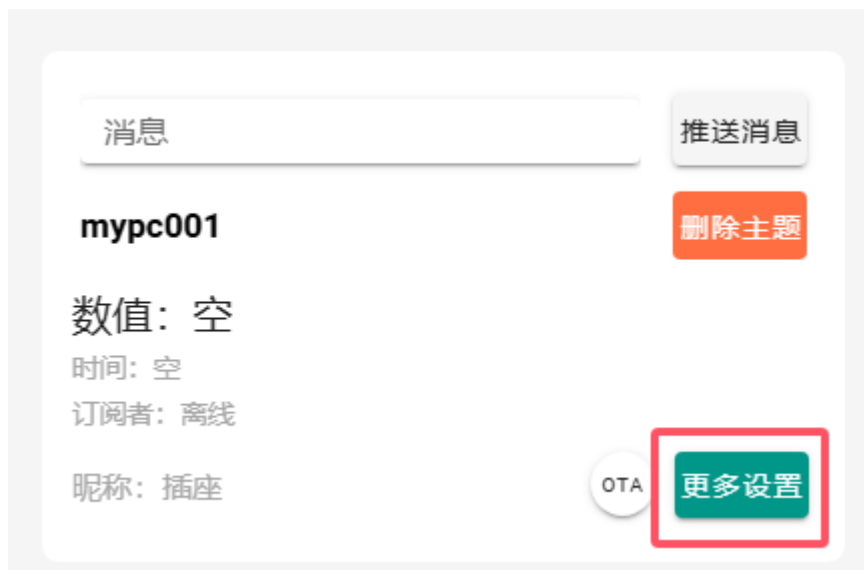 消息
推送消息
mypc001
删除主题
数值：空
时间：空
订阅者：离线
昵称：插座
OTA
更多设置